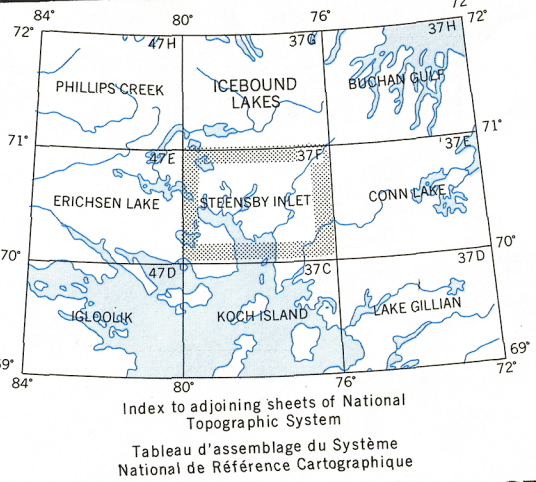 84° 80° 76° 72
72° 47H 37G 37H 72°
PHILLIPS CREEK ICEBOUND LAKES BUCHAN GULF
71° 47E 37F 37E 71°
ERICHSEN LAKE STEENSBY INLET CONN LAKE
70° 47D 37C 37D 70°
IGLOOLIK KOCH ISLAND LAKE GILLIAN
69° 69°
84° 80° 76° 72°
Index to adjoining sheets of National
Topographic System
Tableau d'assemblage du Système
National de Référence Cartographique